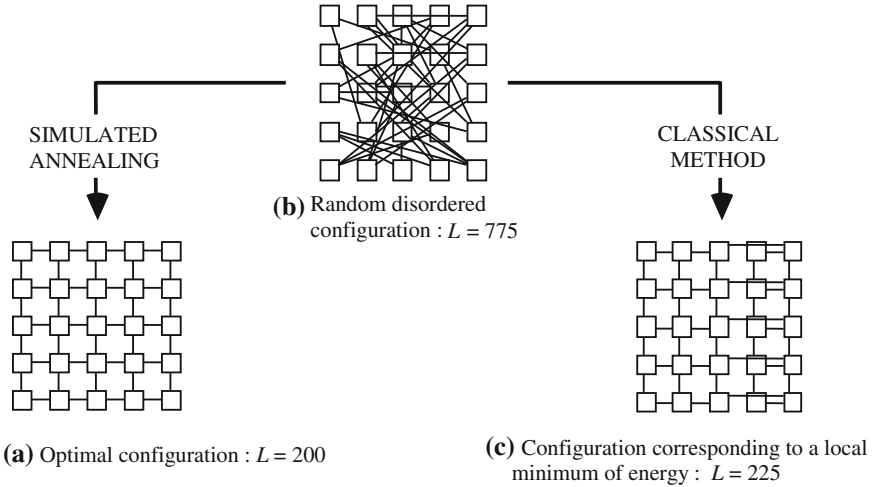 SIMULATED
ANNEALING
CLASSICAL
METHOD
(b) Random disordered
configuration : L = 775
(a) Optimal configuration : L = 200
(c) Configuration corresponding to a local
minimum of energy : L = 225